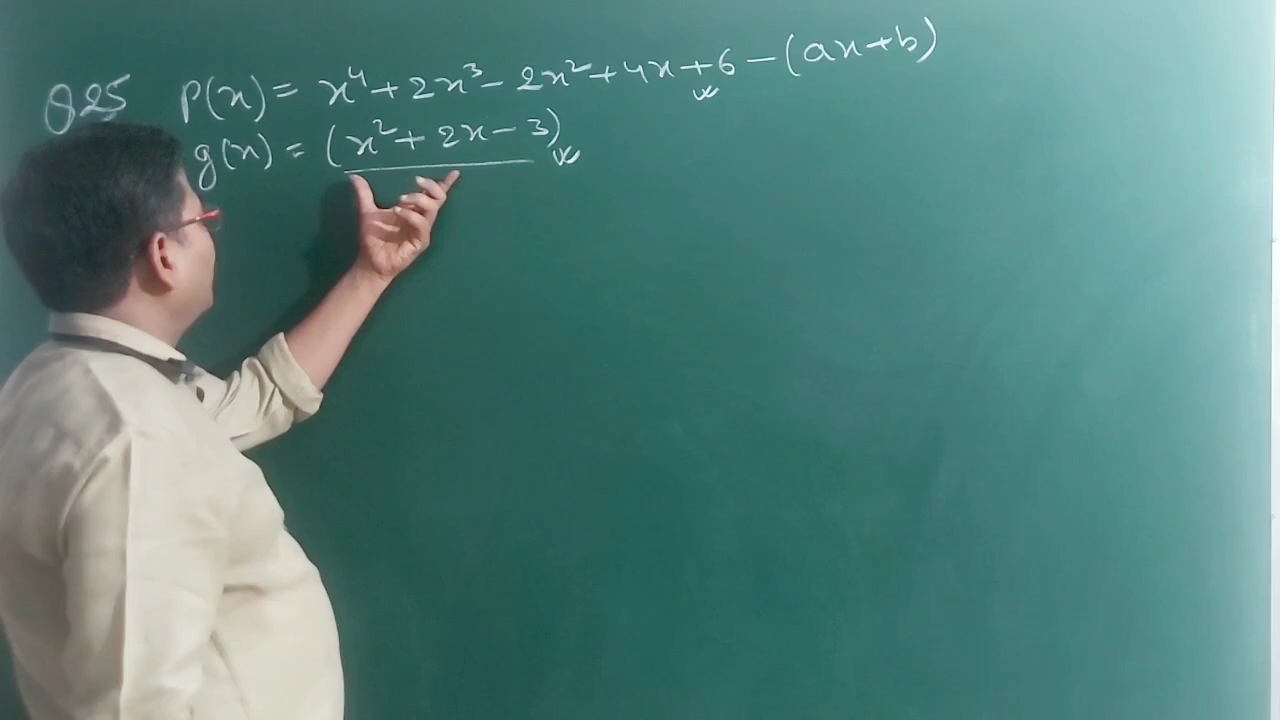 Q25 P(x) = x⁴ + 2x³ - 2x² + 4x + 6 - (ax + b)
g(x) = (x² + 2x - 3)